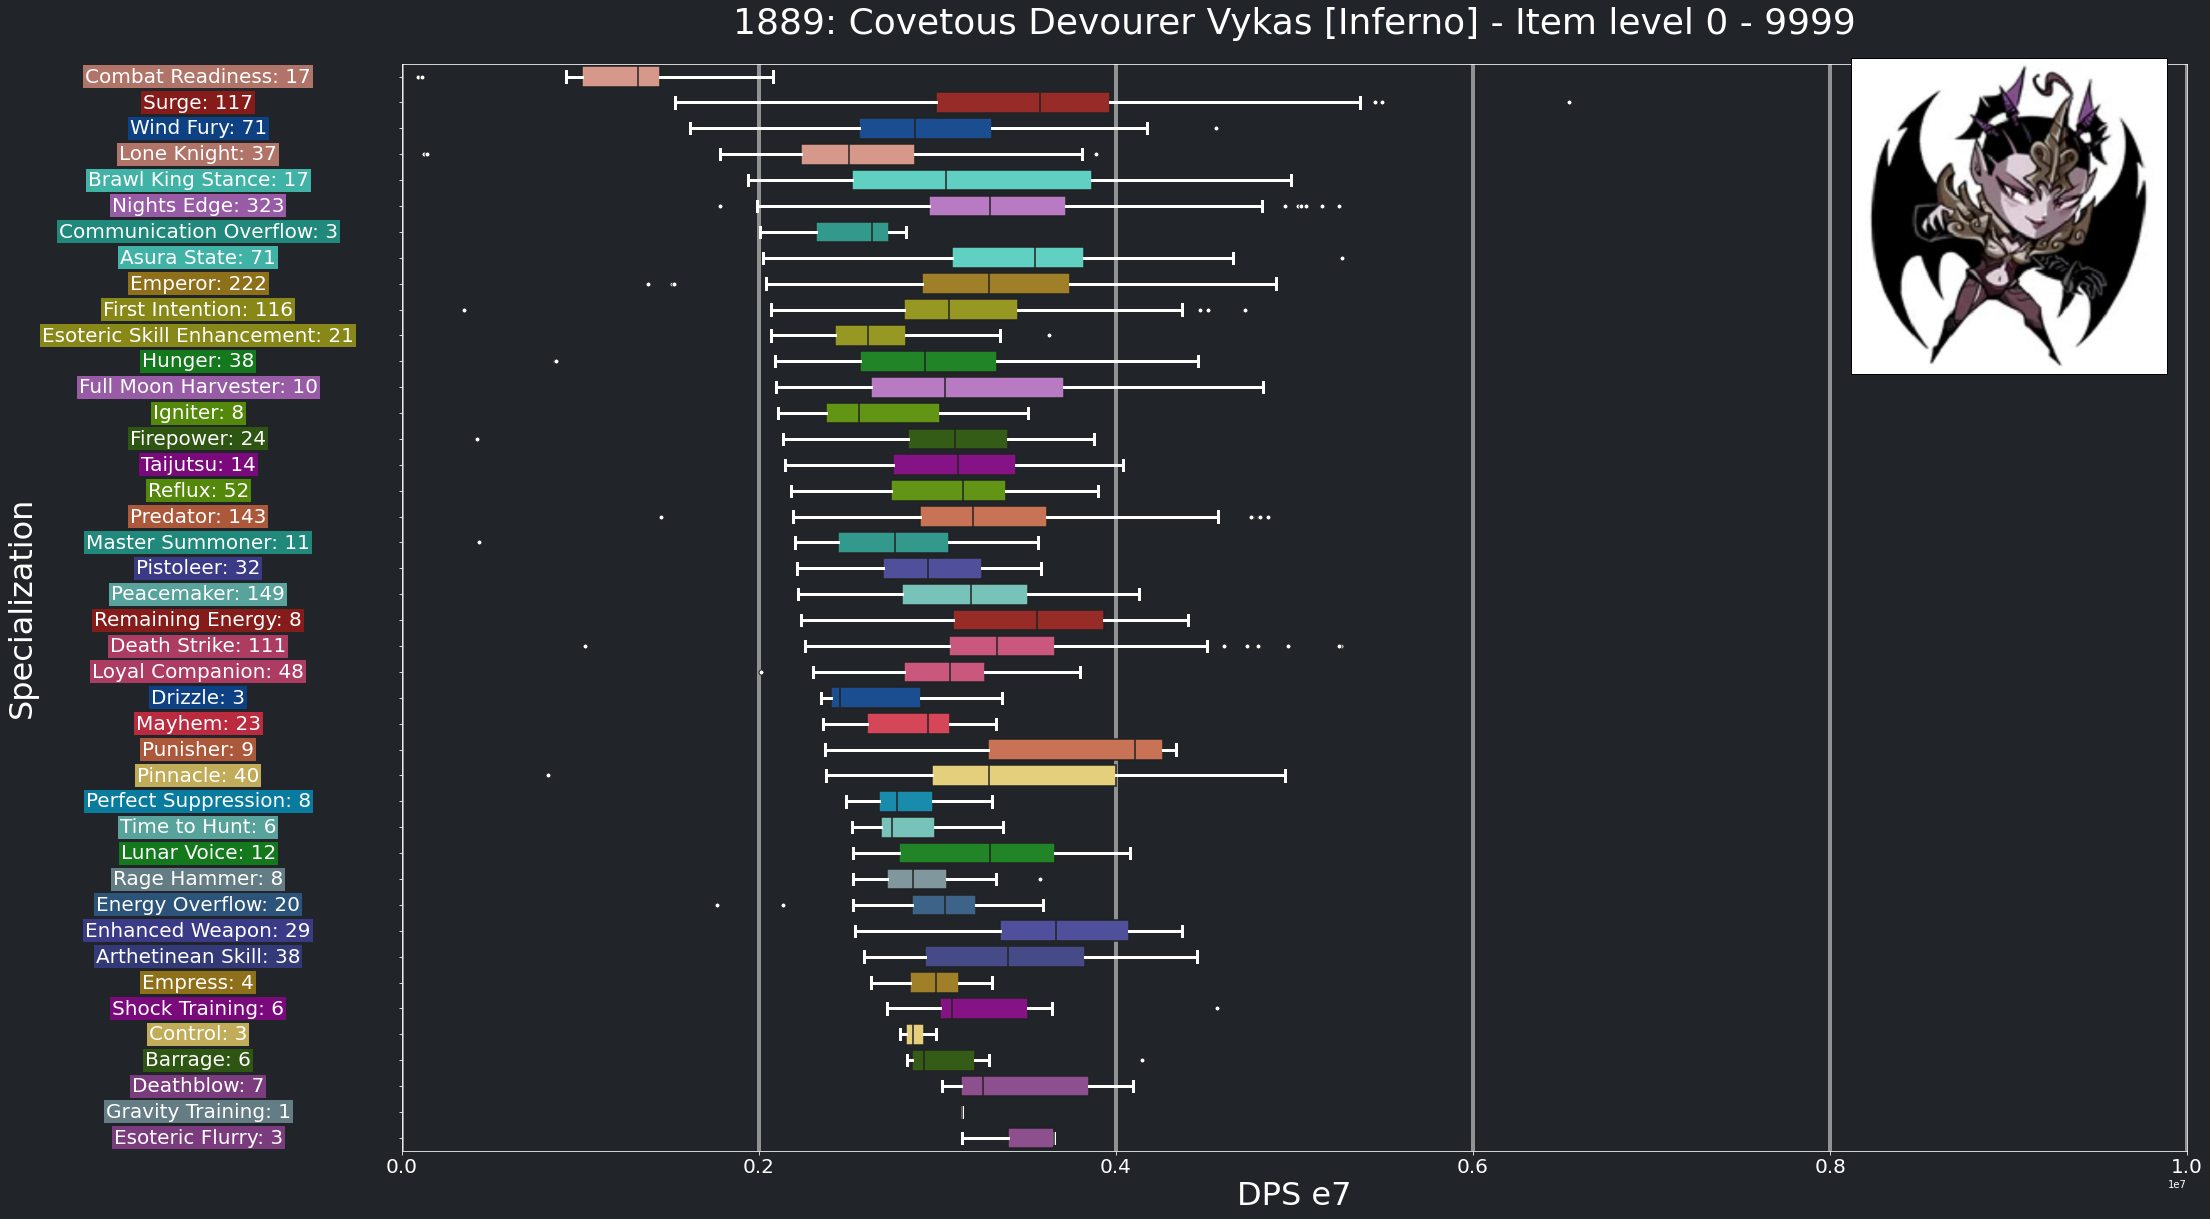 1889: Covetous Devourer Vykas [Inferno] - Item level 0 - 9999
Combat Readiness: 17
Surge: 117
Wind Fury: 71
Lone Knight: 37
Brawl King Stance: 17
Nights Edge: 323
Communication Overflow: 3
Asura State: 71
Emperor: 222
First Intention: 116
Esoteric Skill Enhancement: 21
Hunger: 38
Full Moon Harvester: 10
Igniter: 8
Firepower: 24
Taijutsu: 14
Reflux: 52
Predator: 143
Master Summoner: 11
Pistoleer: 32
Peacemaker: 149
Remaining Energy: 8
Death Strike: 111
Loyal Companion: 48
Drizzle: 3
Mayhem: 23
Punisher: 9
Pinnacle: 40
Perfect Suppression: 8
Time to Hunt: 6
Lunar Voice: 12
Rage Hammer: 8
Energy Overflow: 20
Enhanced Weapon: 29
Arthetinean Skill: 38
Empress: 4
Shock Training: 6
Control: 3
Barrage: 6
Deathblow: 7
Gravity Training: 1
Esoteric Flurry: 3
Specialization
0.0 0.2 0.4 0.6 0.8 1.0
1e7
DPS e7